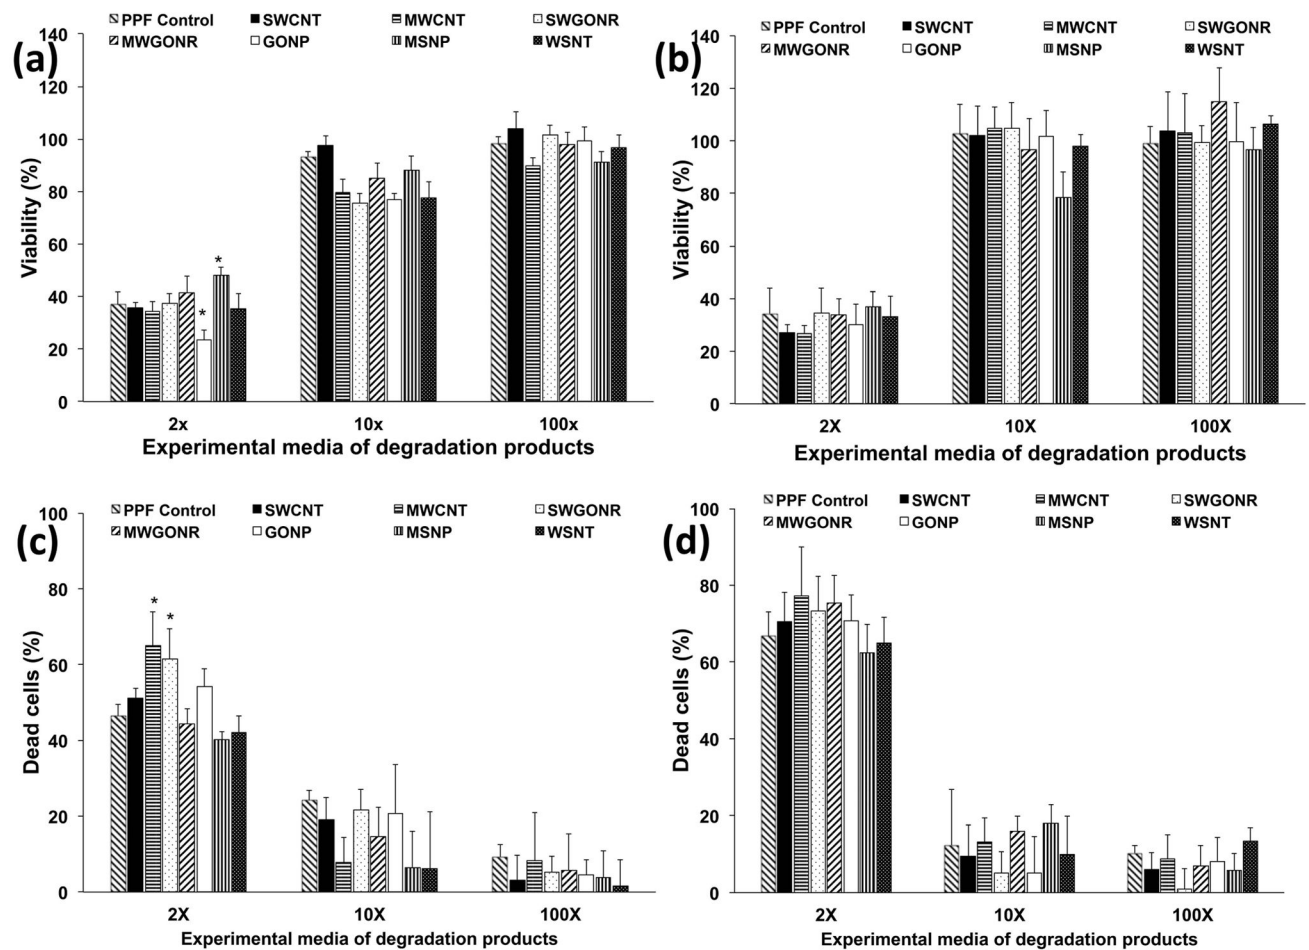 (a)
PPF Control SWCNT MWCNT SWGONR
MWGONR GONP MSNP WSNT
140
120
100
80
60
40
20
0
Viability (%)
* *
2x 10x 100x
Experimental media of degradation products
(b)
PPF Control SWCNT MWCNT SWGONR
MWGONR GONP MSNP WSNT
140
120
100
80
60
40
20
0
Viability (%)
2X 10X 100X
Experimental media of degradation products
(c)
PPF Control SWCNT MWCNT SWGONR
MWGONR GONP MSNP WSNT
100
80
60
40
20
0
Dead cells (%)
* *
2X 10X 100X
Experimental media of degradation products
(d)
PPF Control SWCNT MWCNT SWGONR
MWGONR GONP MSNP WSNT
100
80
60
40
20
0
Dead cells (%)
2X 10X 100X
Experimental media of degradation products